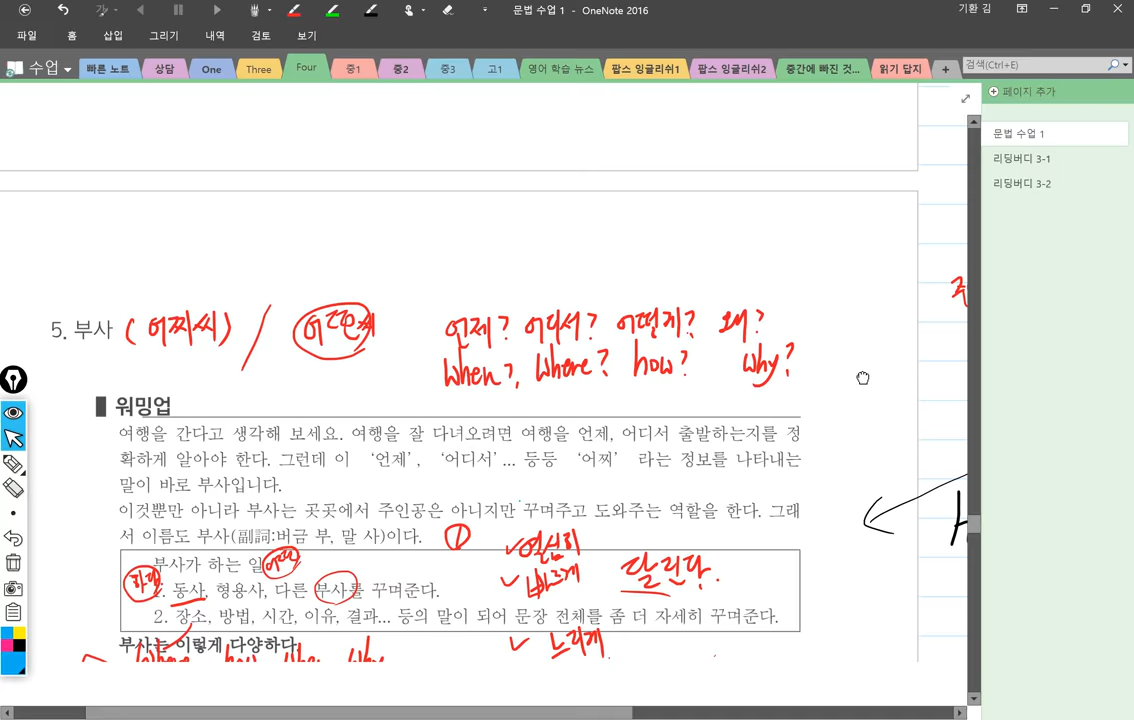 문법 수업 1 - OneNote 2016
기환 김
파일 홈 삽입 그리기 내역 검토 보기
수업 빠른 노트 상담 One Three Four 중1 중2 중3 고1 영어 학습 뉴스 팝스 잉글리쉬1 팝스 잉글리쉬2 중간에 빠진 것... 읽기 답지 +
검색(Ctrl+E)
페이지 추가
문법 수업 1
리딩버디 3-1
리딩버디 3-2
5. 부사 (어찌씨) / 어떤씨
언제? 어디서? 어떻게? 왜?
When?, Where? how? Why?
워밍업
여행을 간다고 생각해 보세요. 여행을 잘 다녀오려면 여행을 언제, 어디서 출발하는지를 정
확하게 알아야 한다. 그런데 이 ‘언제’, ‘어디서’... 등등 ‘어찌’ 라는 정보를 나타내는
말이 바로 부사입니다.
이것뿐만 아니라 부사는 곳곳에서 주인공은 아니지만 꾸며주고 도와주는 역할을 한다. 그래
서 이름도 부사(副詞:버금 부, 말 사)이다. ①
부사가 하는 일
1. 동사, 형용사, 다른 부사를 꾸며준다.
2. 장소, 방법, 시간, 이유, 결과... 등의 말이 되어 문장 전체를 좀 더 자세히 꾸며준다.
열심히
빠르게
달린다.
느리게
부사는 이렇게 다양하다.
Where how When Why